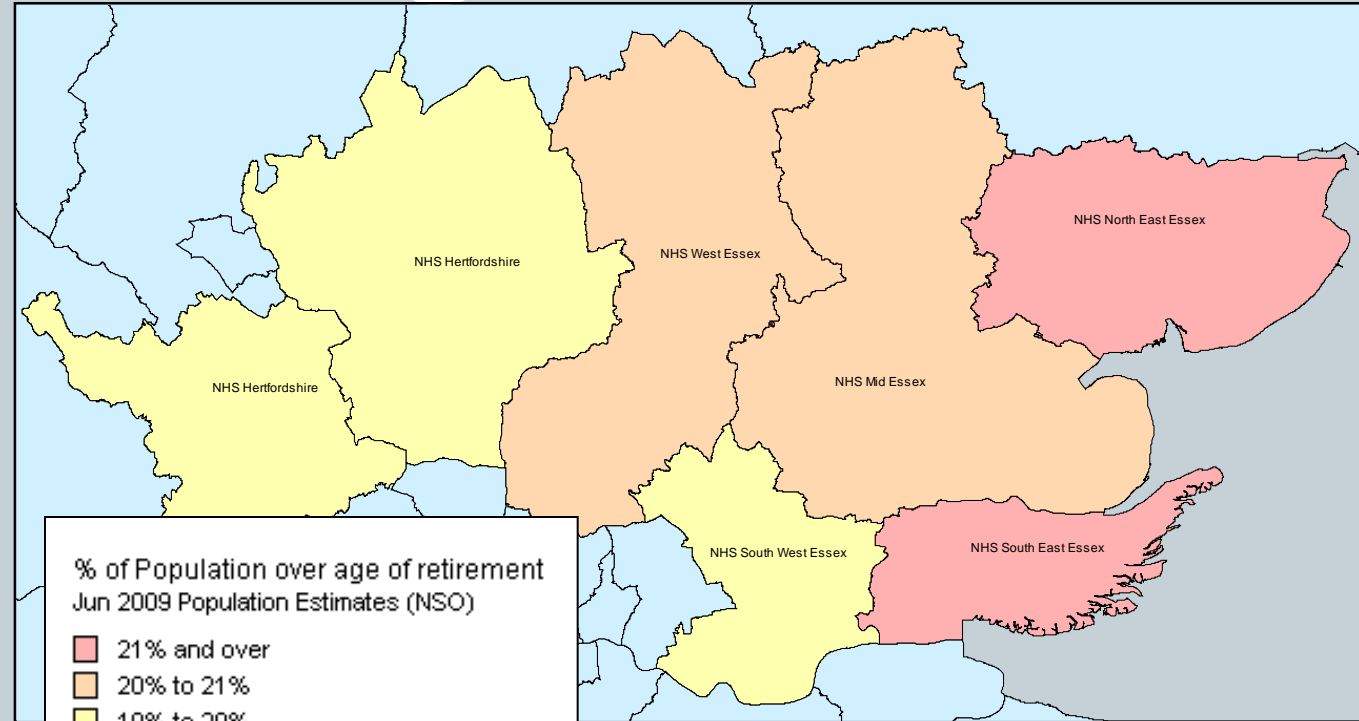 NHS North East Essex
NHS West Essex
NHS Hertfordshire
NHS Mid Essex
NHS Hertfordshire
NHS South East Essex
NHS South West Essex
% of Population over age of retirement
Jun 2009 Population Estimates (NSO)
21% and over
20% to 21%
to 20%